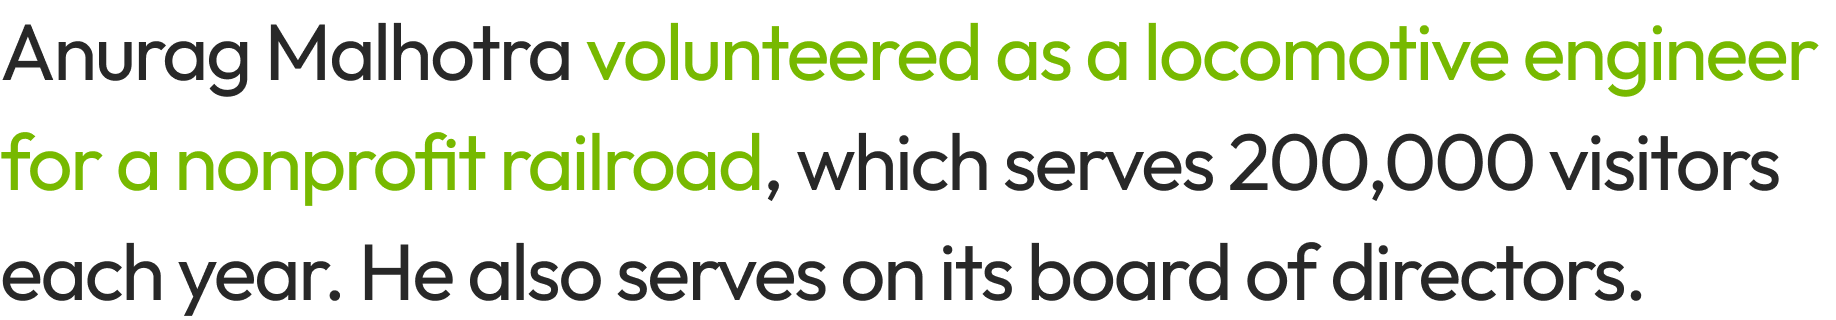 Anurag Malhotra volunteered as a locomotive engineer
for a nonprofit railroad, which serves 200,000 visitors
each year. He also serves on its board of directors.